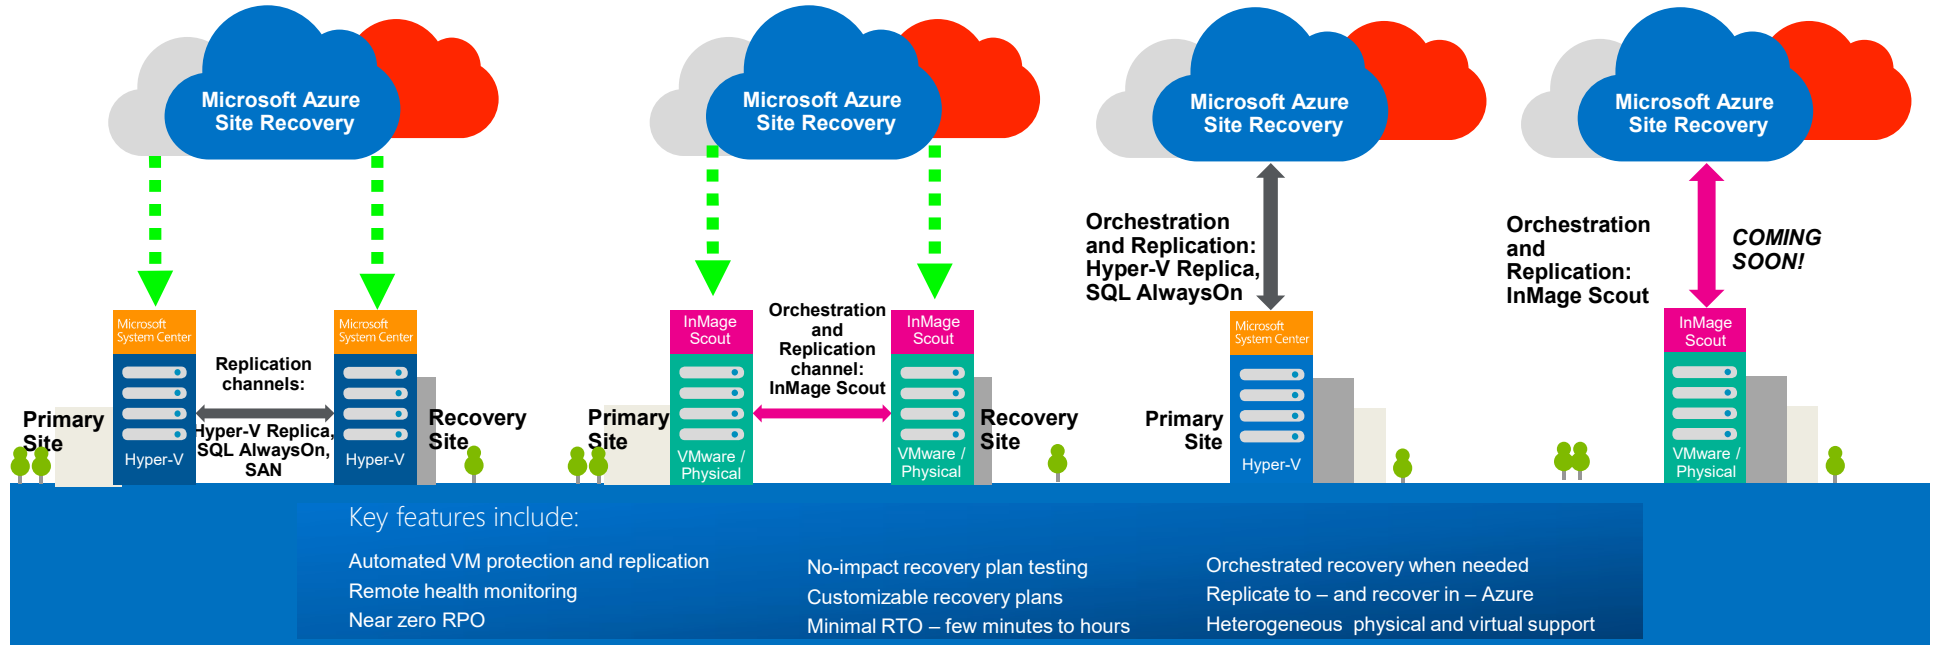 Microsoft Azure
Site Recovery
Microsoft
System Center
Microsoft
System Center
Replication
channels:
Primary
Site
Hyper-V Replica,
SQL AlwaysOn,
SAN
Recovery
Site
Hyper-V
Hyper-V
Microsoft Azure
Site Recovery
InMage
Scout
Orchestration
and
Replication
channel:
InMage Scout
InMage
Scout
Primary
Site
Recovery
Site
VMware /
Physical
VMware /
Physical
Microsoft Azure
Site Recovery
Orchestration
and Replication:
Hyper-V Replica,
SQL AlwaysOn
Microsoft
System Center
Primary
Site
Hyper-V
Microsoft Azure
Site Recovery
Orchestration
and
Replication:
InMage Scout
COMING
SOON!
InMage
Scout
VMware /
Physical
Key features include:
Automated VM protection and replication
Remote health monitoring
Near zero RPO
No-impact recovery plan testing
Customizable recovery plans
Minimal RTO – few minutes to hours
Orchestrated recovery when needed
Replicate to – and recover in – Azure
Heterogeneous physical and virtual support